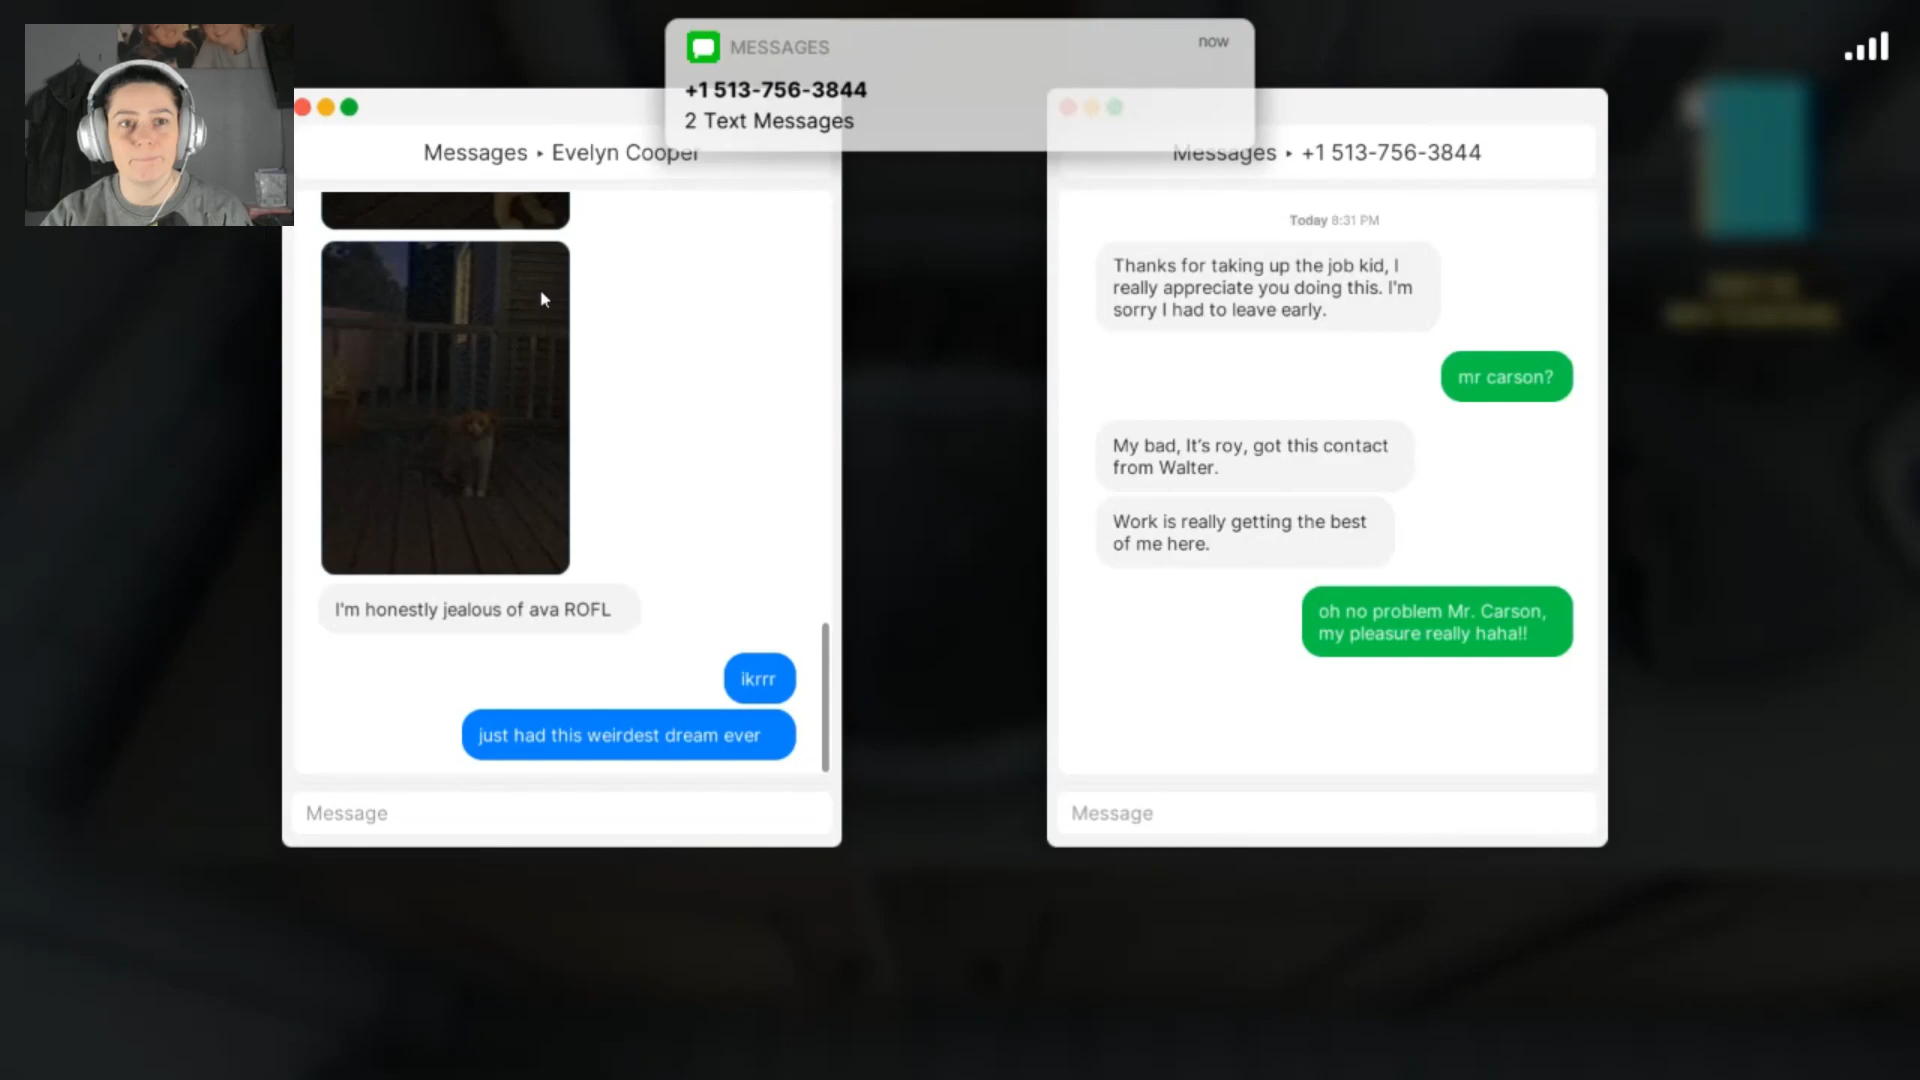 MESSAGES
now
+1 513-756-3844
2 Text Messages
Messages ‣ Evelyn Cooper
I'm honestly jealous of ava ROFL
ikrrr
just had this weirdest dream ever
Message
Messages ‣ +1 513-756-3844
Today 8:31 PM
Thanks for taking up the job kid, I
really appreciate you doing this. I'm
sorry I had to leave early.
mr carson?
My bad, It's roy, got this contact
from Walter.
Work is really getting the best
of me here.
oh no problem Mr. Carson,
my pleasure really haha!!
Message